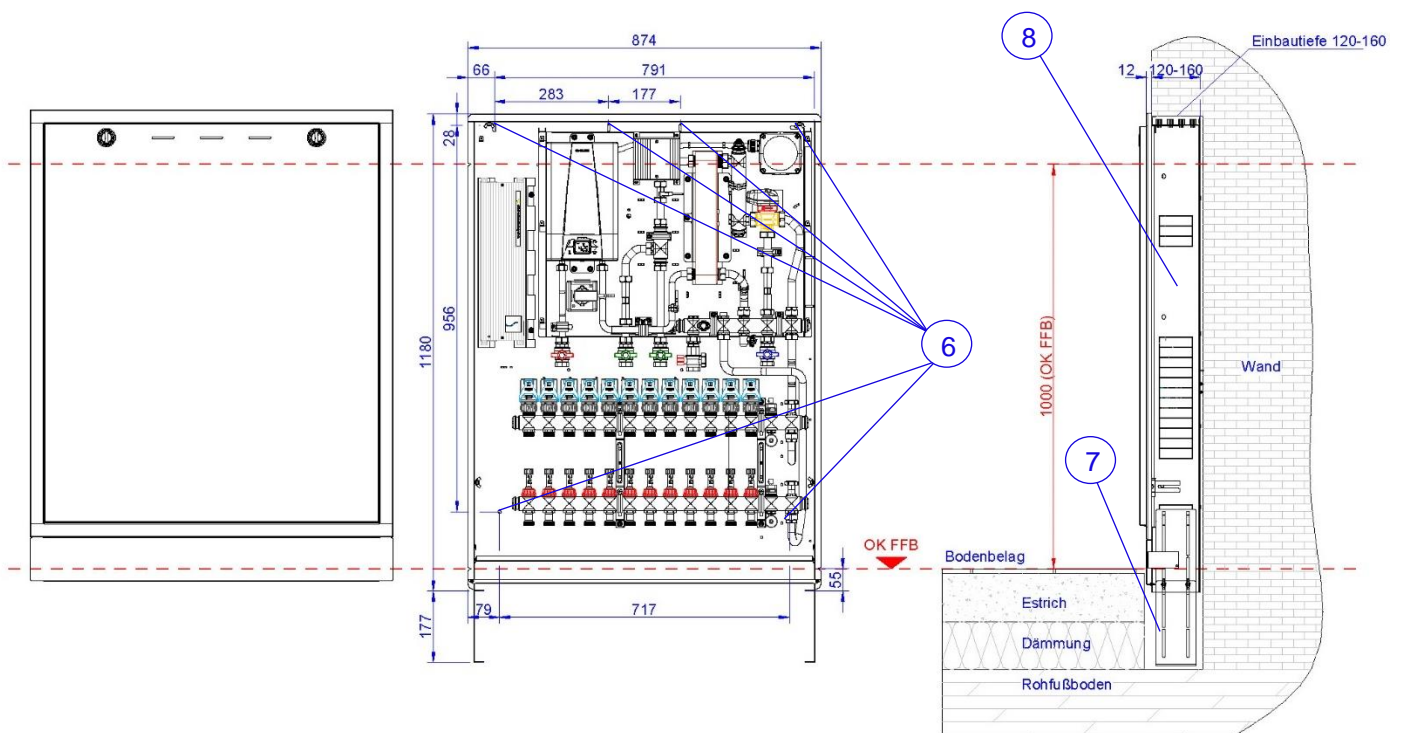 874
66
791
283
177
28
956
1180
6
OK FFB
55
79
717
177
8
Einbautiefe 120-160
12
120-160
1000 (OK FFB)
Wand
7
Bodenbelag
Estrich
Dämmung
Rohfußboden